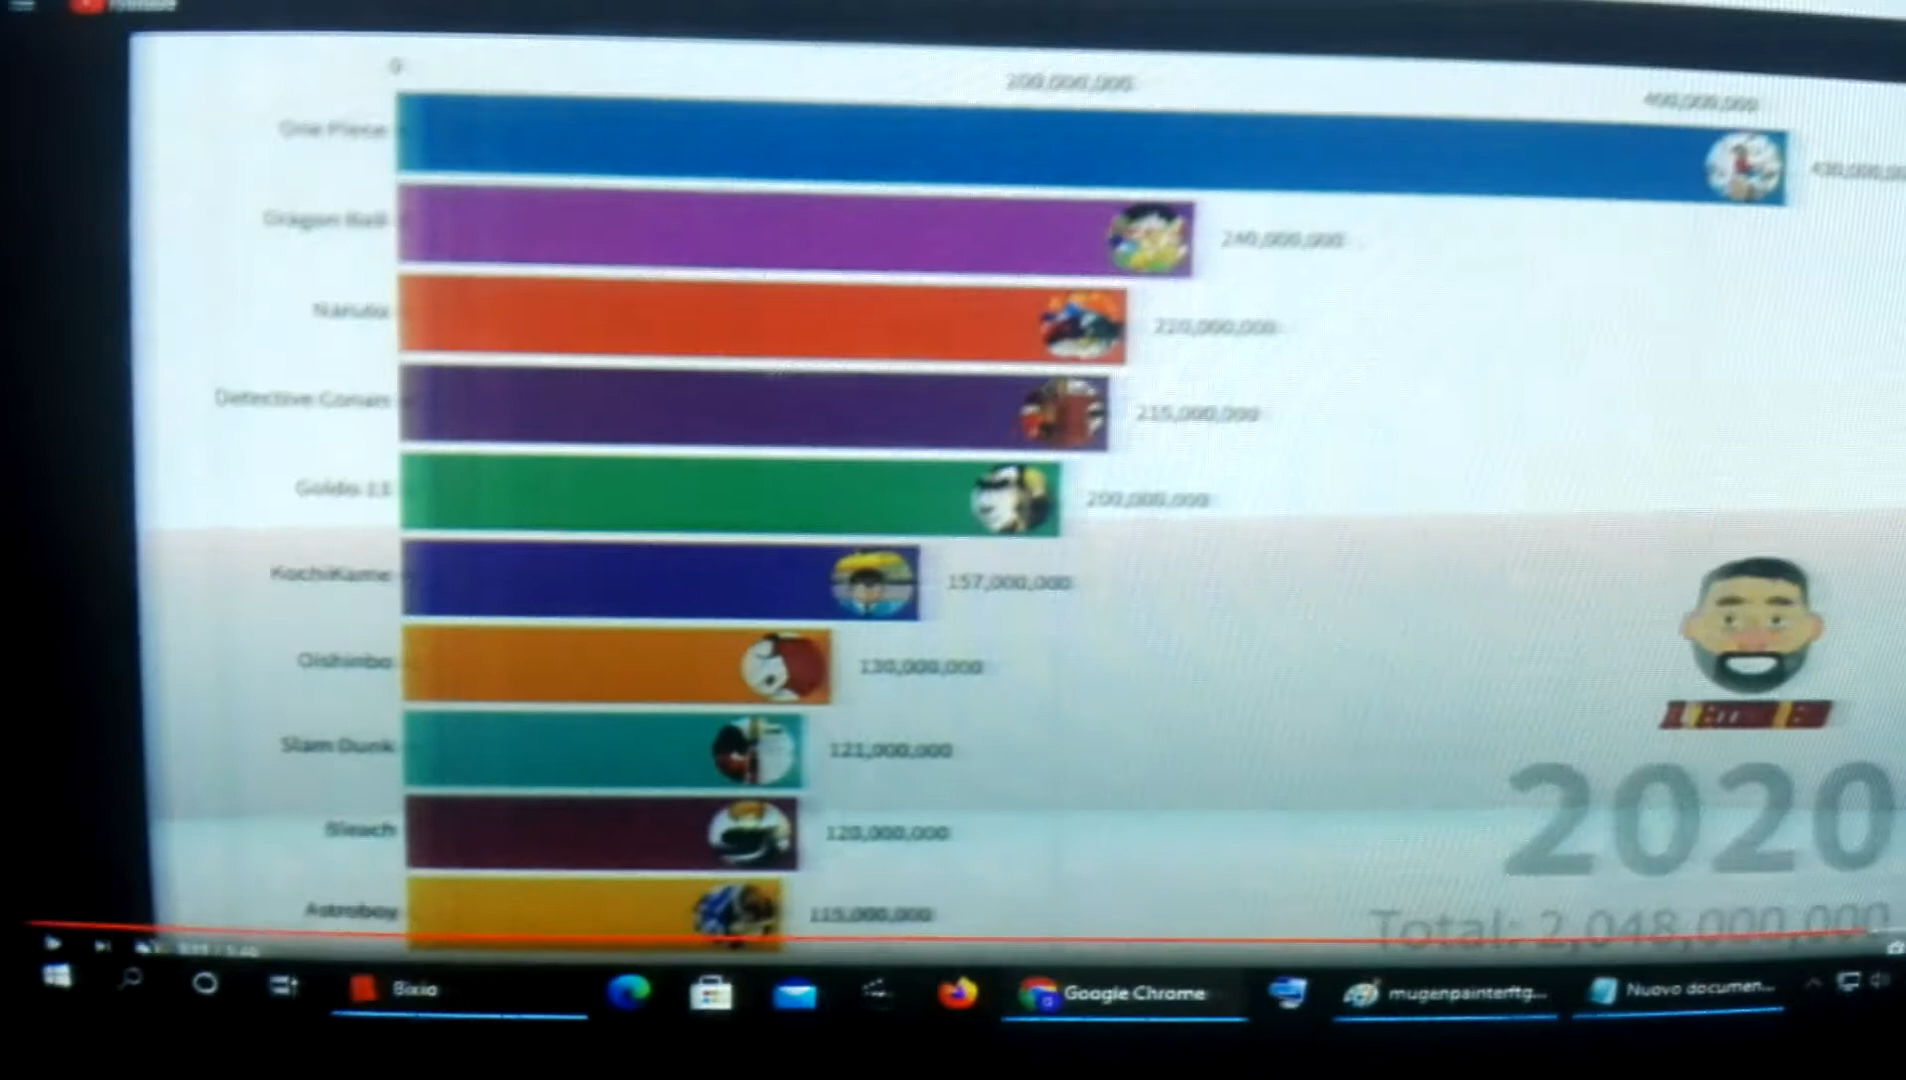 YouTube
0
200,000,000
400,000,000
One Piece
Dragon Ball
240,000,000
Naruto
220,000,000
Detective Conan
215,000,000
Golgo 13
200,000,000
KochiKame
157,000,000
Oishinbo
130,000,000
Slam Dunk
121,000,000
Bleach
120,000,000
Astroboy
115,000,000
2020
Total: 2,048,000,000
Bixio
Google Chrome
mugenpainterftg...
Nuovo documen...